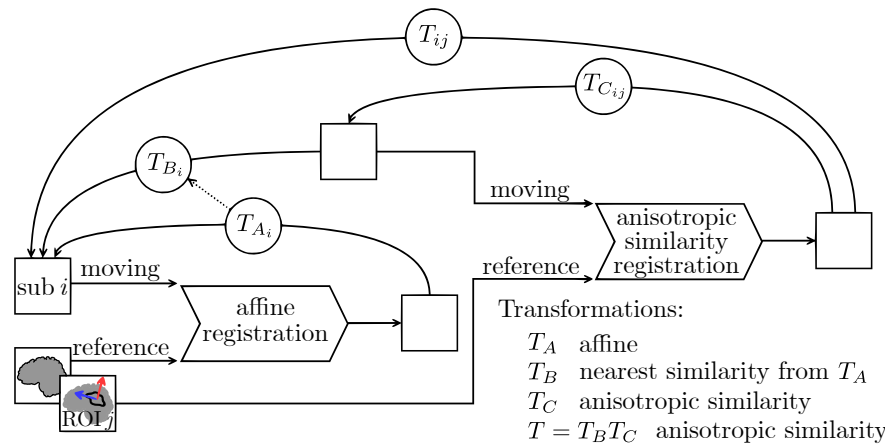 T_{ij}
T_{C_{ij}}
T_{B_i}
moving
T_{A_i}
anisotropic
similarity
registration
sub i
moving
reference
affine
registration
reference
ROI j
Transformations:
T_A affine
T_B nearest similarity from T_A
T_C anisotropic similarity
T = T_B T_C anisotropic similarity